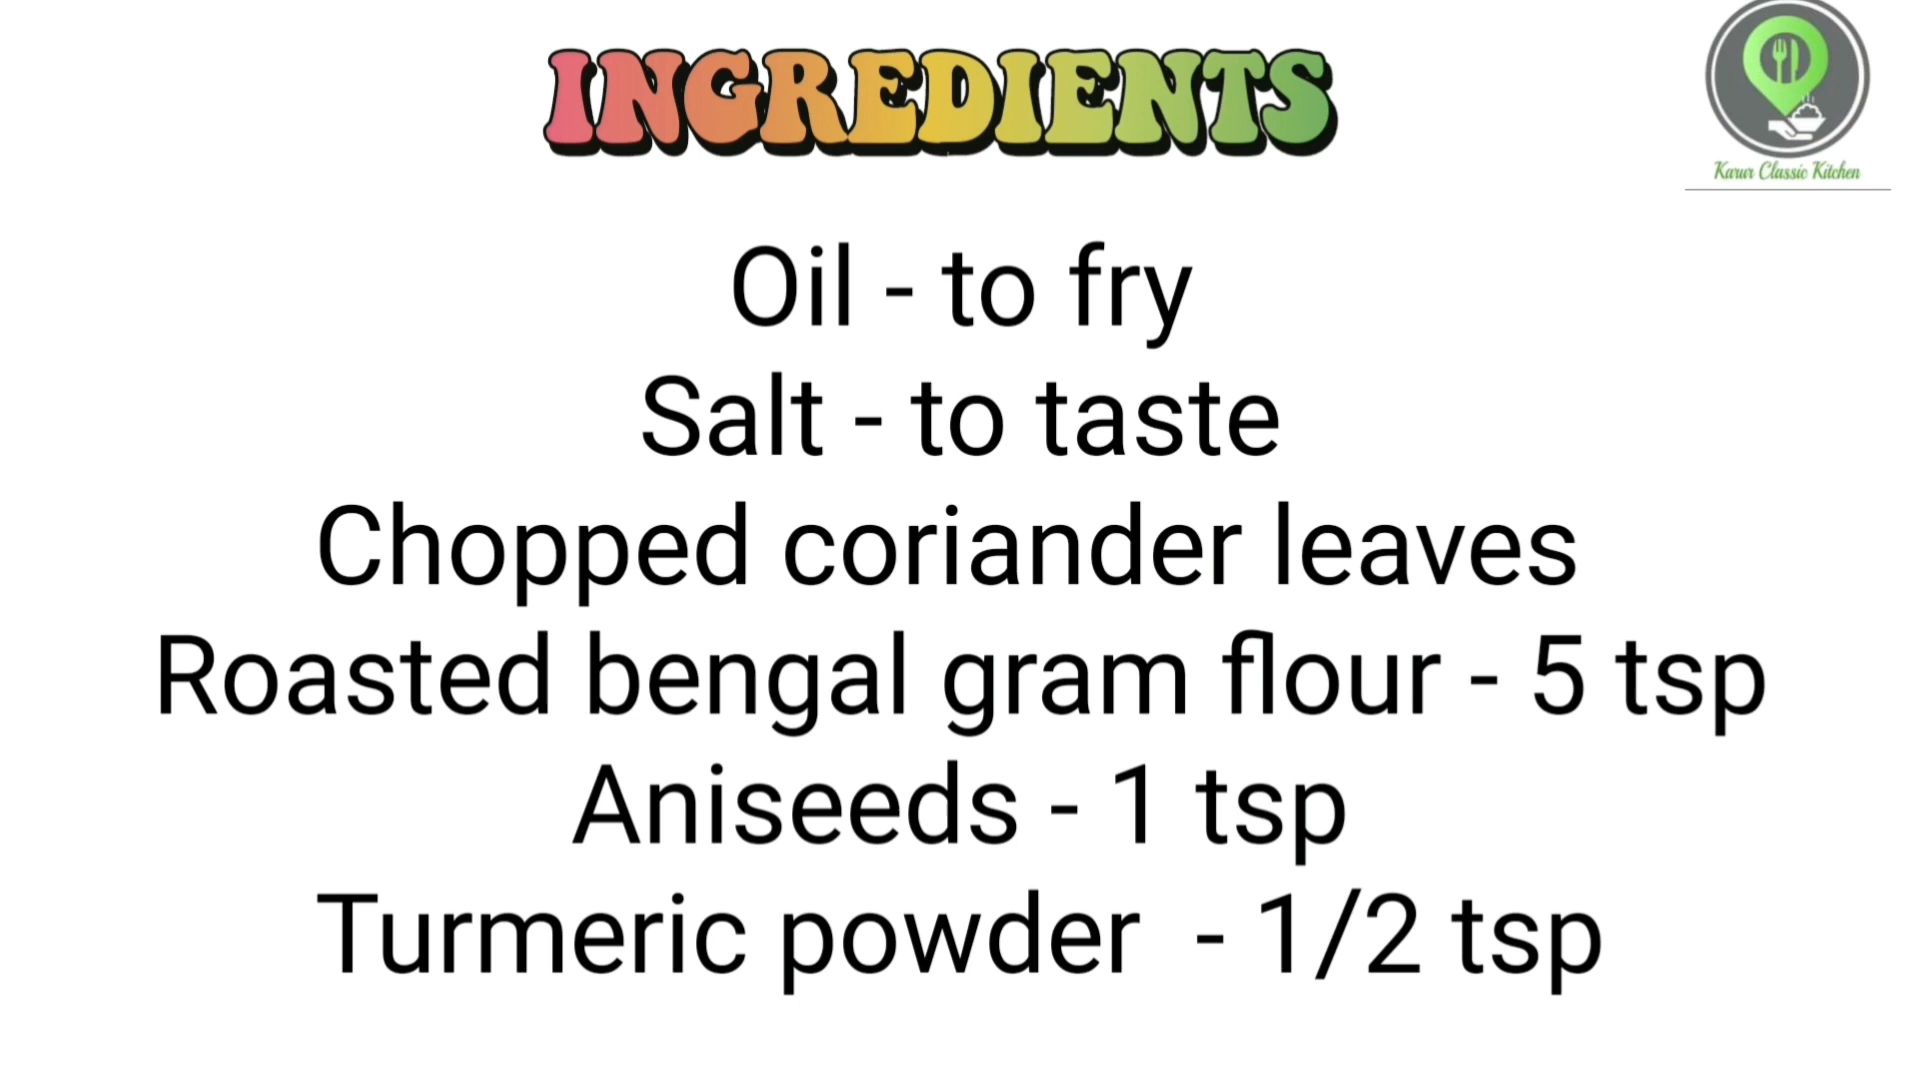 INGREDIENTS
Karur Classic Kitchen
Oil - to fry
Salt - to taste
Chopped coriander leaves
Roasted bengal gram flour - 5 tsp
Aniseeds - 1 tsp
Turmeric powder  - 1/2 tsp